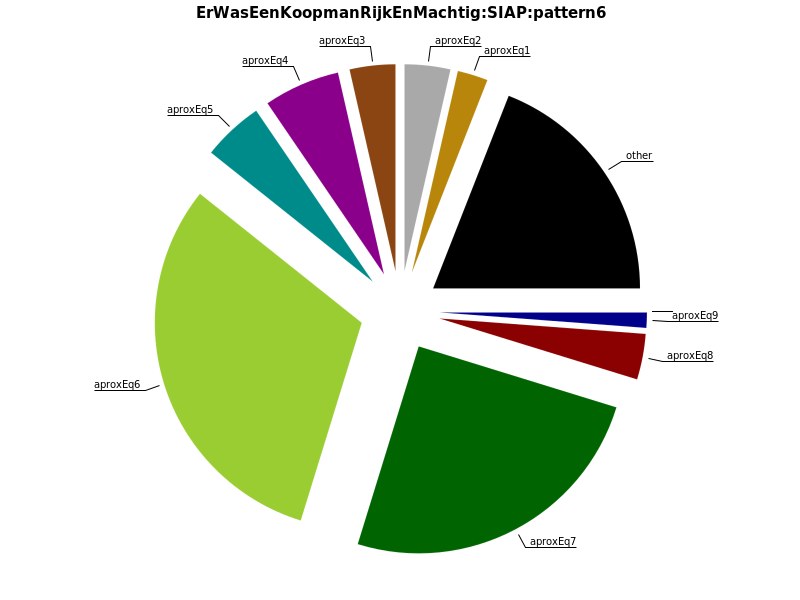 ErWasEenKoopmanRijkEnMachtig:SIAP:pattern6
aproxEq3
aproxEq2
aproxEq1
aproxEq4
aproxEq5
other
aproxEq9
aproxEq8
aproxEq6
aproxEq7